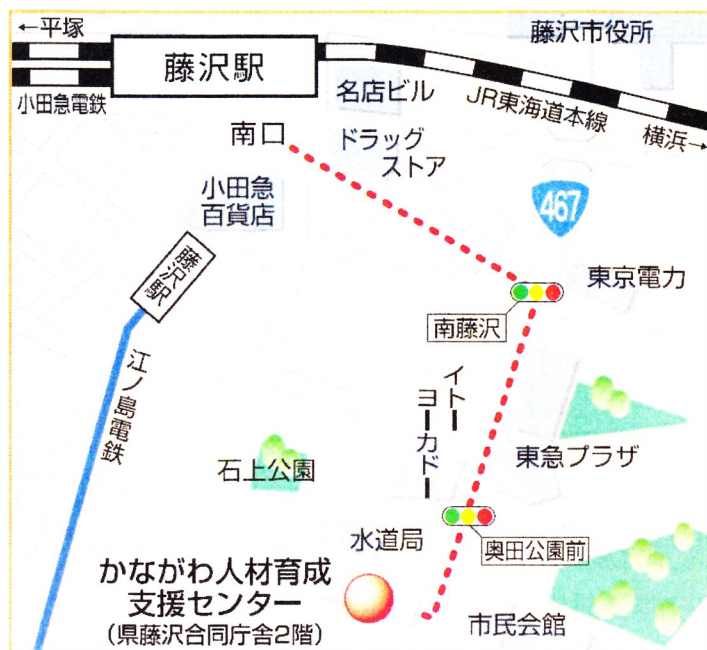 ←平塚
藤沢駅
小田急電鉄
藤沢市役所
名店ビル
JR東海道本線
横浜→
南口
ドラッグ
ストア
小田急
百貨店
467
藤沢駅
東京電力
南藤沢
江ノ島電鉄
イトー
ヨーカドー
東急プラザ
石上公園
水道局
奥田公園前
かながわ人材育成
支援センター
(県藤沢合同庁舎2階)
市民会館